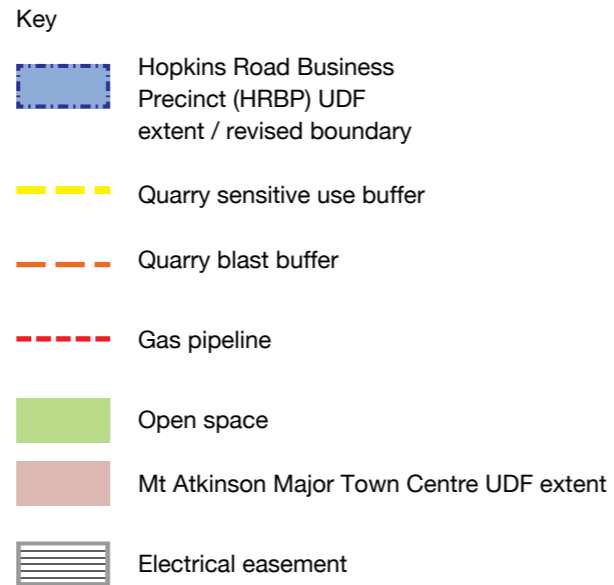 Key
Hopkins Road Business
Precinct (HRBP) UDF
extent / revised boundary
Quarry sensitive use buffer
Quarry blast buffer
Gas pipeline
Open space
Mt Atkinson Major Town Centre UDF extent
Electrical easement